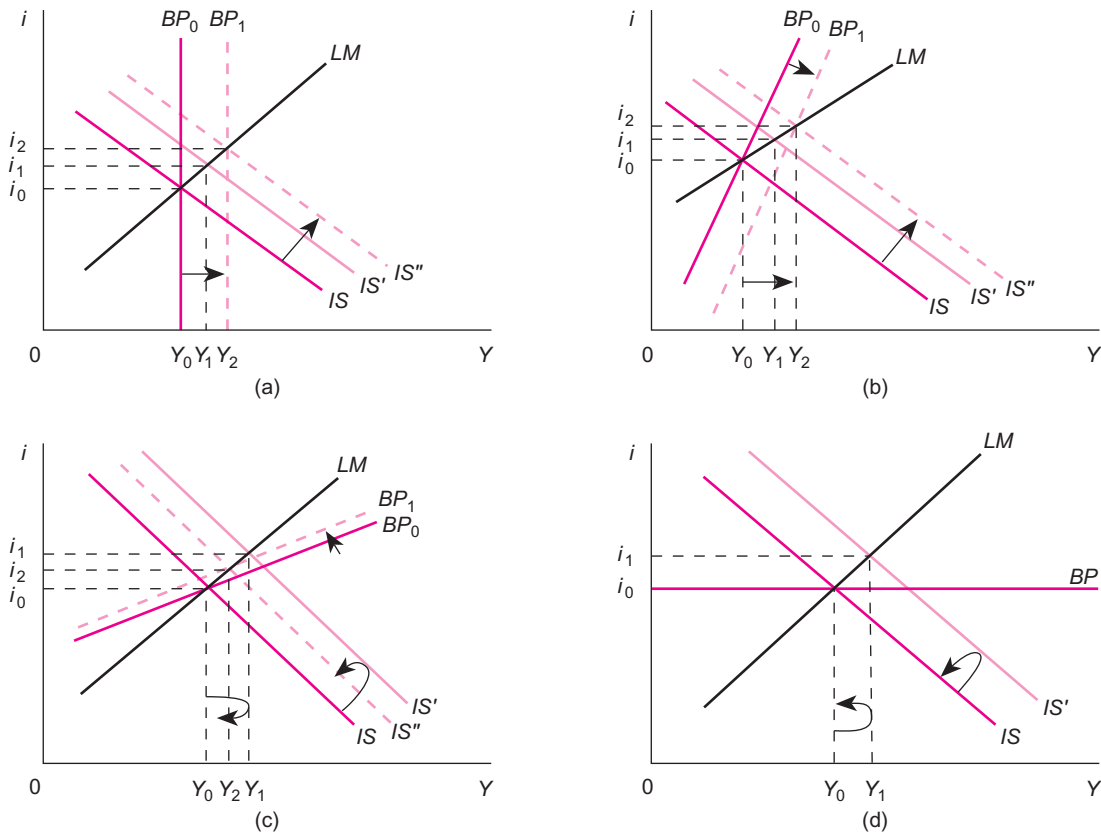 i BP₀ BP₁
LM
i₂
i₁
i₀
IS'
IS"
IS
0 Y₀ Y₁ Y₂ Y
(a)
i BP₀ BP₁
LM
i₂
i₁
i₀
IS
IS'
IS"
0 Y₀ Y₁ Y₂ Y
(b)
i LM
BP₁
BP₀
i₁
i₂
i₀
IS'
IS"
IS
0 Y₀ Y₂ Y₁ Y
(c)
i LM
i₁
i₀ BP
IS'
IS
0 Y₀ Y₁ Y
(d)